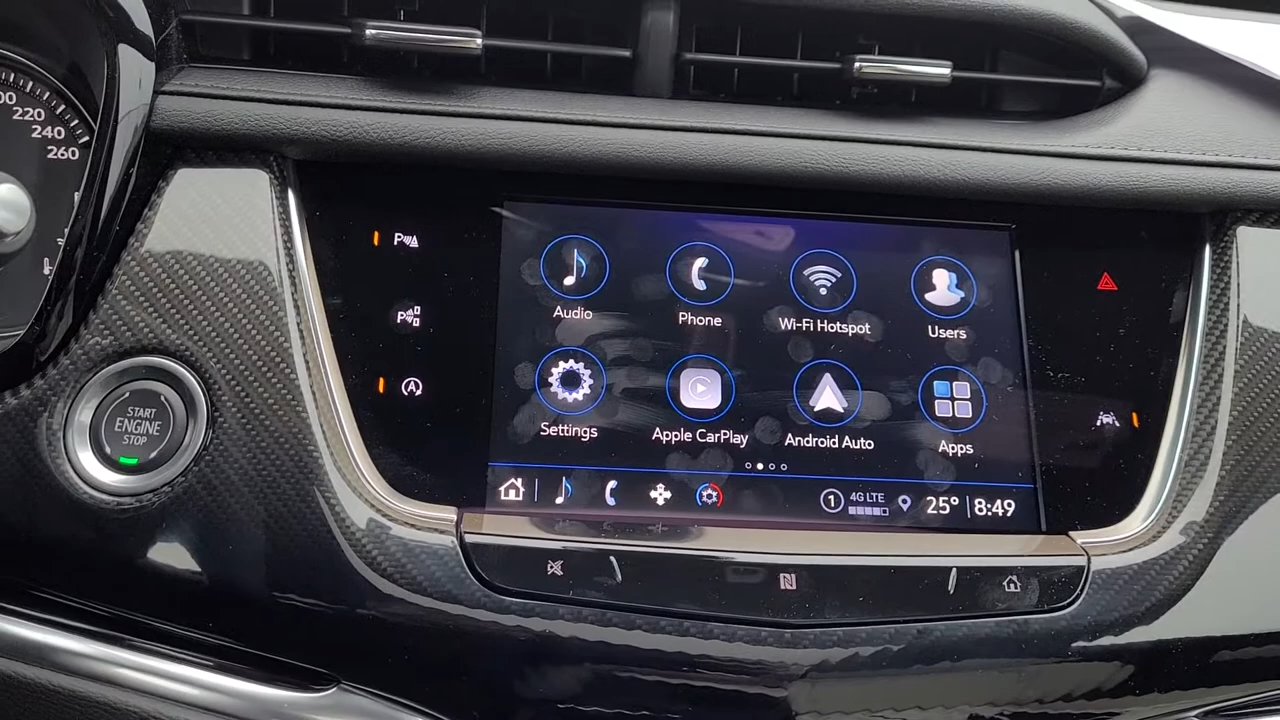 220
240
260
START
ENGINE
STOP
P
P
A
Audio
Phone
Wi-Fi Hotspot
Users
Settings
Apple CarPlay
Android Auto
Apps
1
4G LTE
25°
8:49